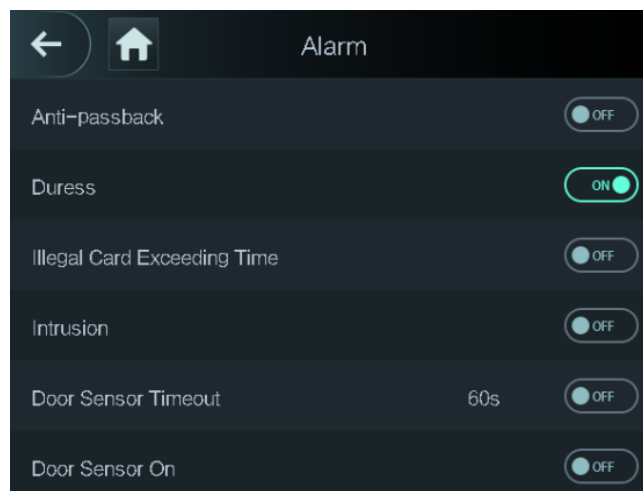 Alarm
Anti-passback OFF
Duress ON
Illegal Card Exceeding Time OFF
Intrusion OFF
Door Sensor Timeout 60s OFF
Door Sensor On OFF